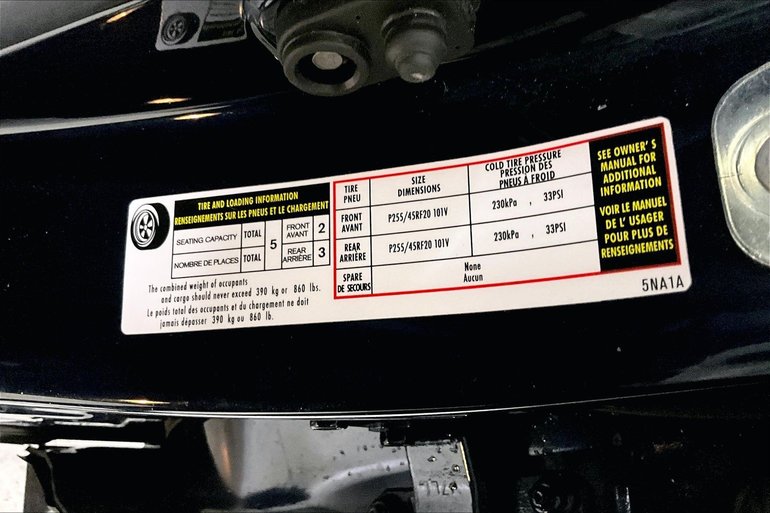 TIRE AND LOADING INFORMATION
RENSEIGNEMENTS SUR LES PNEUS ET LE CHARGEMENT
SEATING CAPACITY TOTAL 5 FRONT AVANT 2
NOMBRE DE PLACES TOTAL REAR ARRIÈRE 3
The combined weight of occupants
and cargo should never exceed 390 kg or 860 lbs.
Le poids total des occupants et du chargement ne doit
jamais dépasser 390 kg ou 860 lb.
TIRE PNEU SIZE DIMENSIONS COLD TIRE PRESSURE PRESSION DES PNEUS À FROID
FRONT AVANT P255/45RF20 101V 230kPa , 33PSI
REAR ARRIÈRE P255/45RF20 101V 230kPa , 33PSI
SPARE DE SECOURS None Aucun
SEE OWNER'S
MANUAL FOR
ADDITIONAL
INFORMATION
VOIR LE MANUEL
DE L' USAGER
POUR PLUS DE
RENSEIGNEMENTS
5NA1A